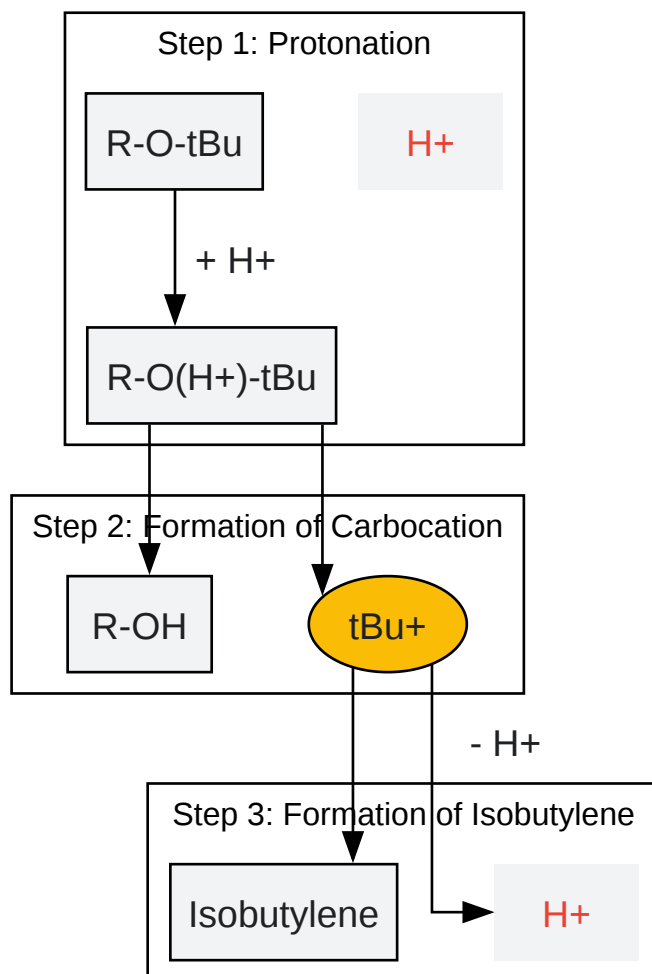 Step 1: Protonation
R-O-tBu
H+
+ H+
R-O(H+)-tBu
Step 2: Formation of Carbocation
R-OH
tBu+
- H+
Step 3: Formation of Isobutylene
Isobutylene
H+